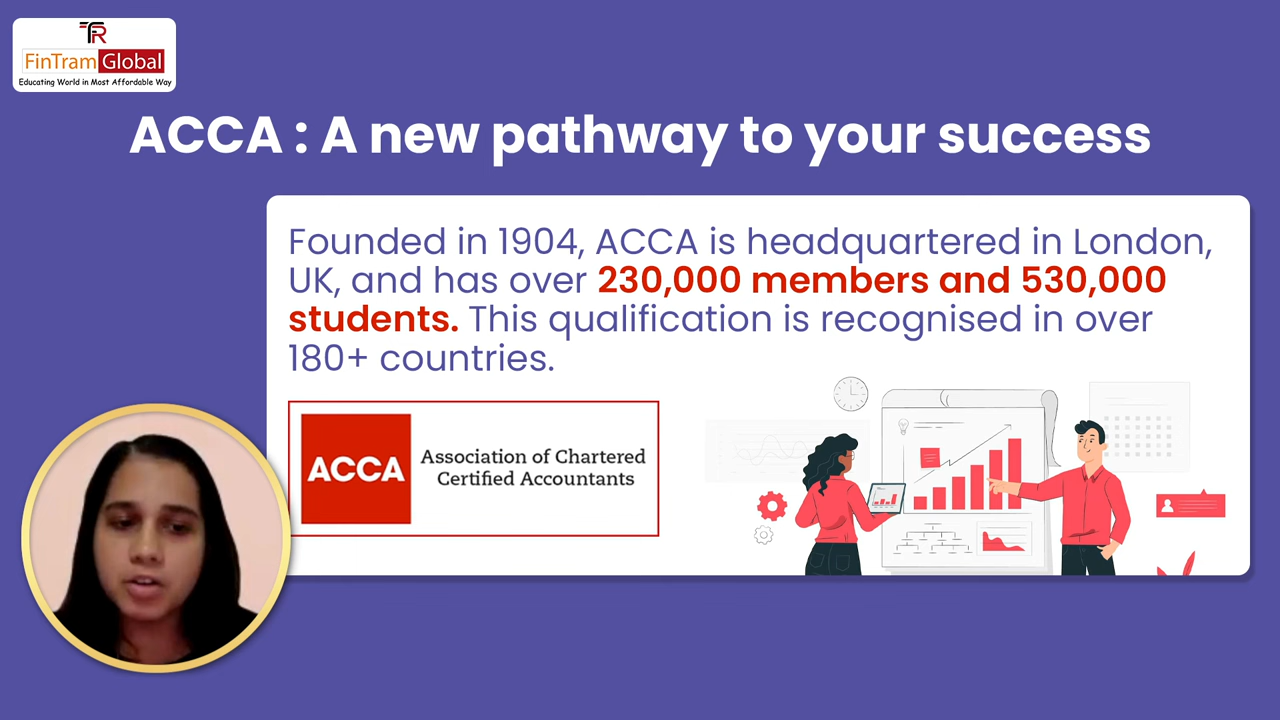 FR
FinTram Global
Educating World in Most Affordable Way
ACCA : A new pathway to your success
Founded in 1904, ACCA is headquartered in London,
UK, and has over 230,000 members and 530,000
students. This qualification is recognised in over
180+ countries.
ACCA
Association of Chartered
Certified Accountants